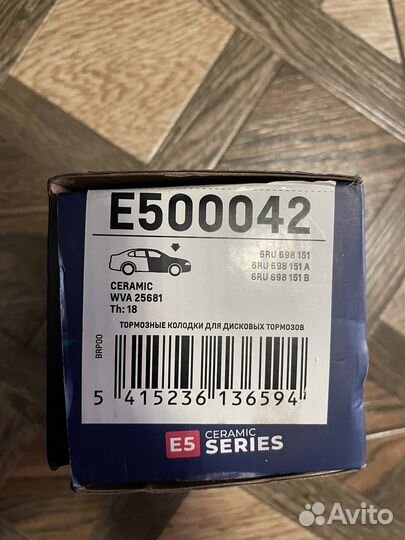 E500042
6RU 698 151
6RU 698 151 A
6RU 698 151 B
CERAMIC
WVA 25681
Th: 18
ТОРМОЗНЫЕ КОЛОДКИ ДЛЯ ДИСКОВЫХ ТОРМОЗОВ
BRP00
5 415236 136594
E5 CERAMIC
SERIES
Avito